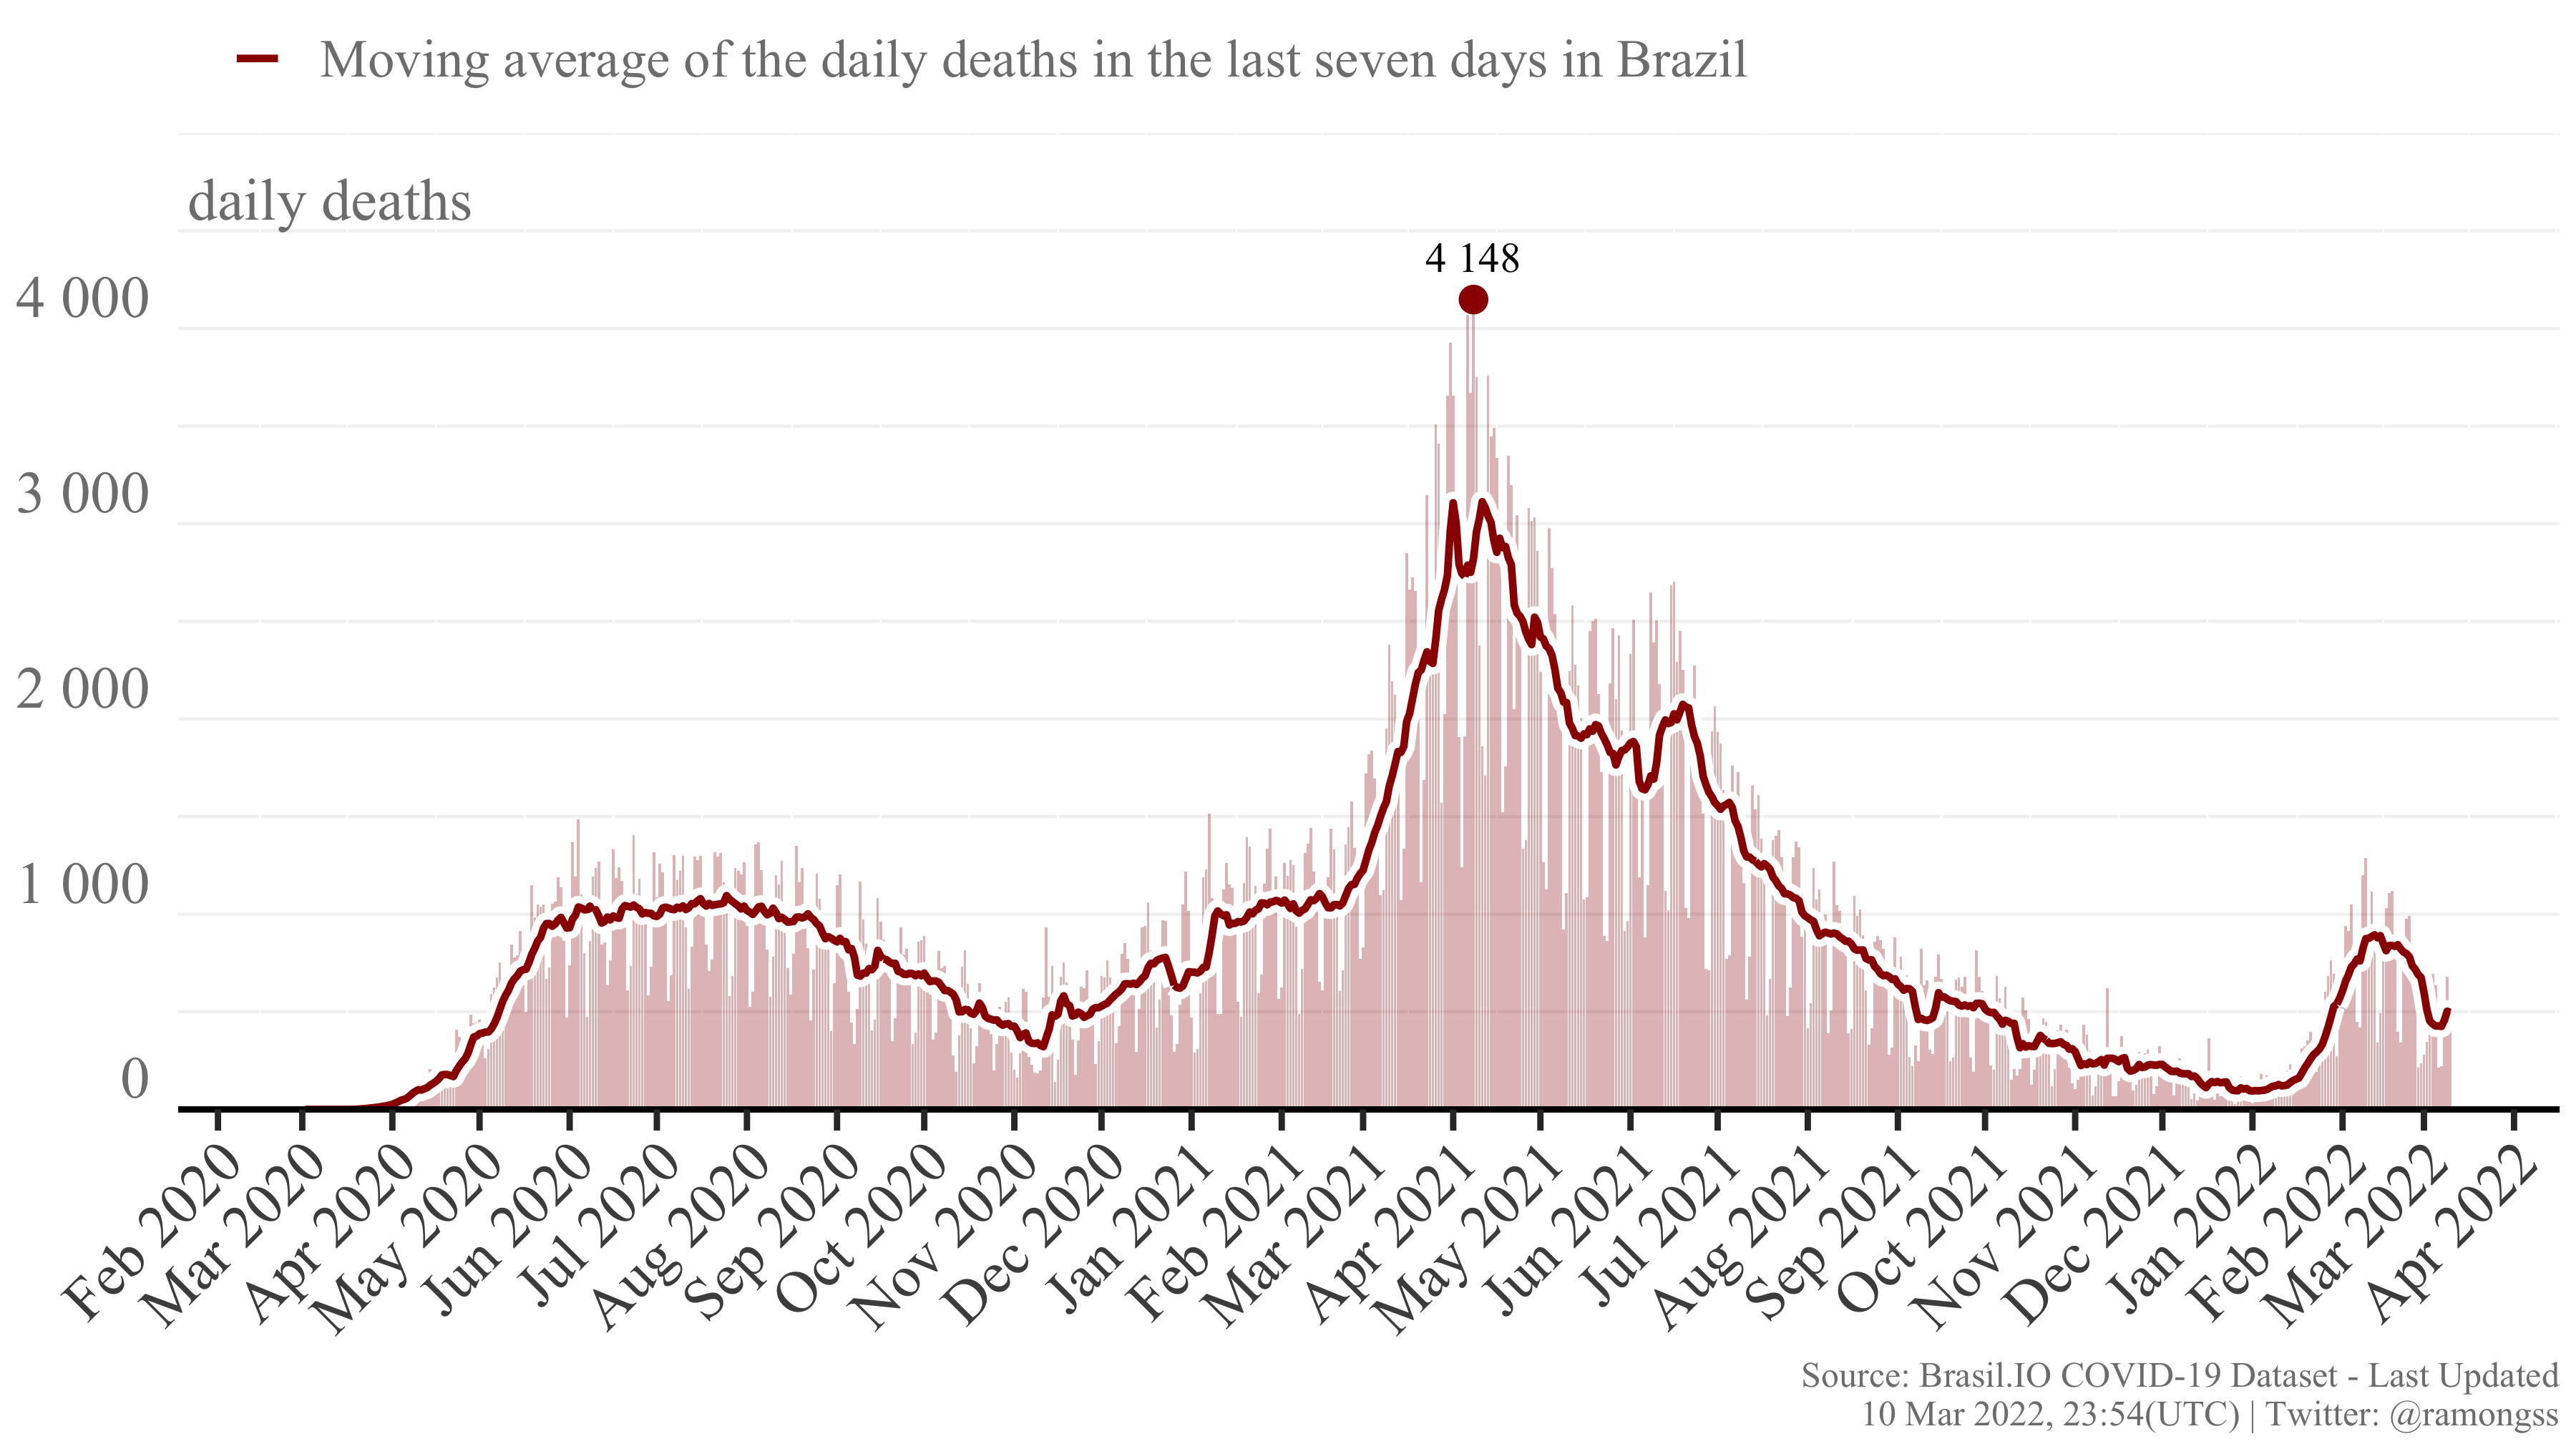 Moving average of the daily deaths in the last seven days in Brazil
daily deaths
4 148
4 000
3 000
2 000
1 000
0
Feb 2020
Mar 2020
Apr 2020
May 2020
Jun 2020
Jul 2020
Aug 2020
Sep 2020
Oct 2020
Nov 2020
Dec 2020
Jan 2021
Feb 2021
Mar 2021
Apr 2021
May 2021
Jun 2021
Jul 2021
Aug 2021
Sep 2021
Oct 2021
Nov 2021
Dec 2021
Jan 2022
Feb 2022
Mar 2022
Apr 2022
Source: Brasil.IO COVID-19 Dataset - Last Updated
10 Mar 2022, 23:54(UTC) | Twitter: @ramongss